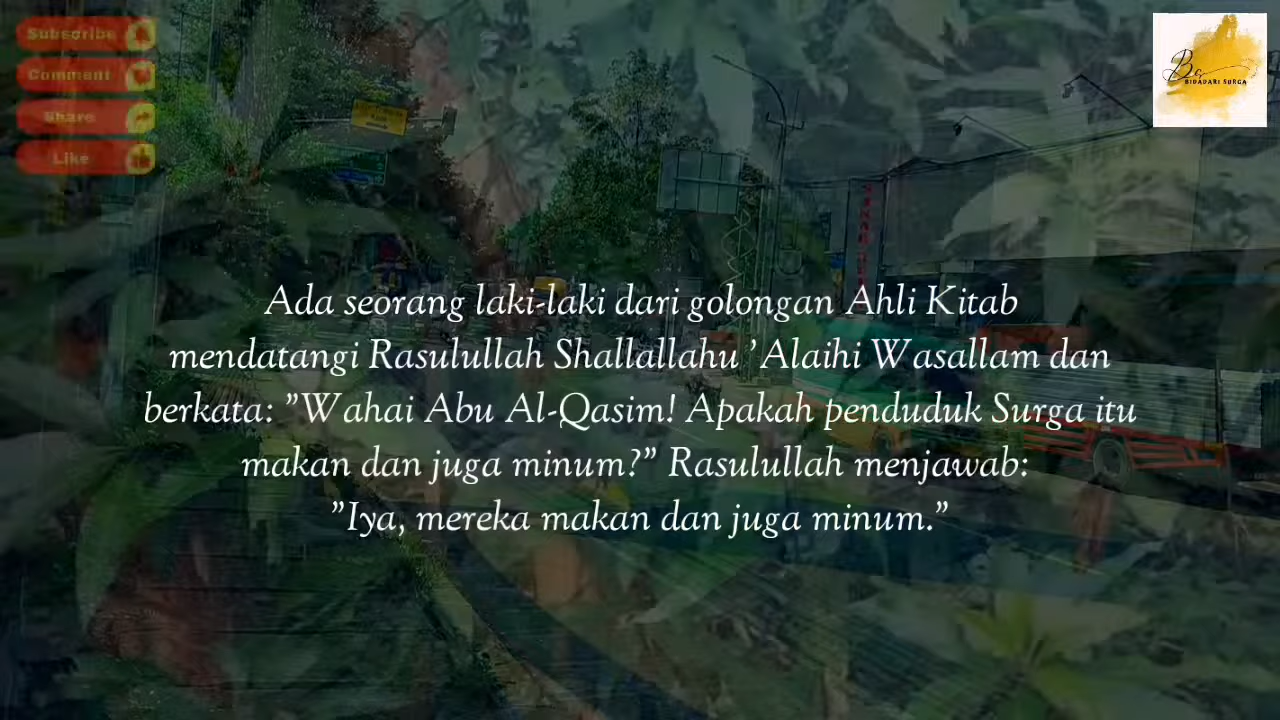 Subscribe
Comment
Share
Like
BIDADARI SURGA
Ada seorang laki-laki dari golongan Ahli Kitab
mendatangi Rasulullah Shallallahu 'Alaihi Wasallam dan
berkata: "Wahai Abu Al-Qasim! Apakah penduduk Surga itu
makan dan juga minum?" Rasulullah menjawab:
"Iya, mereka makan dan juga minum."